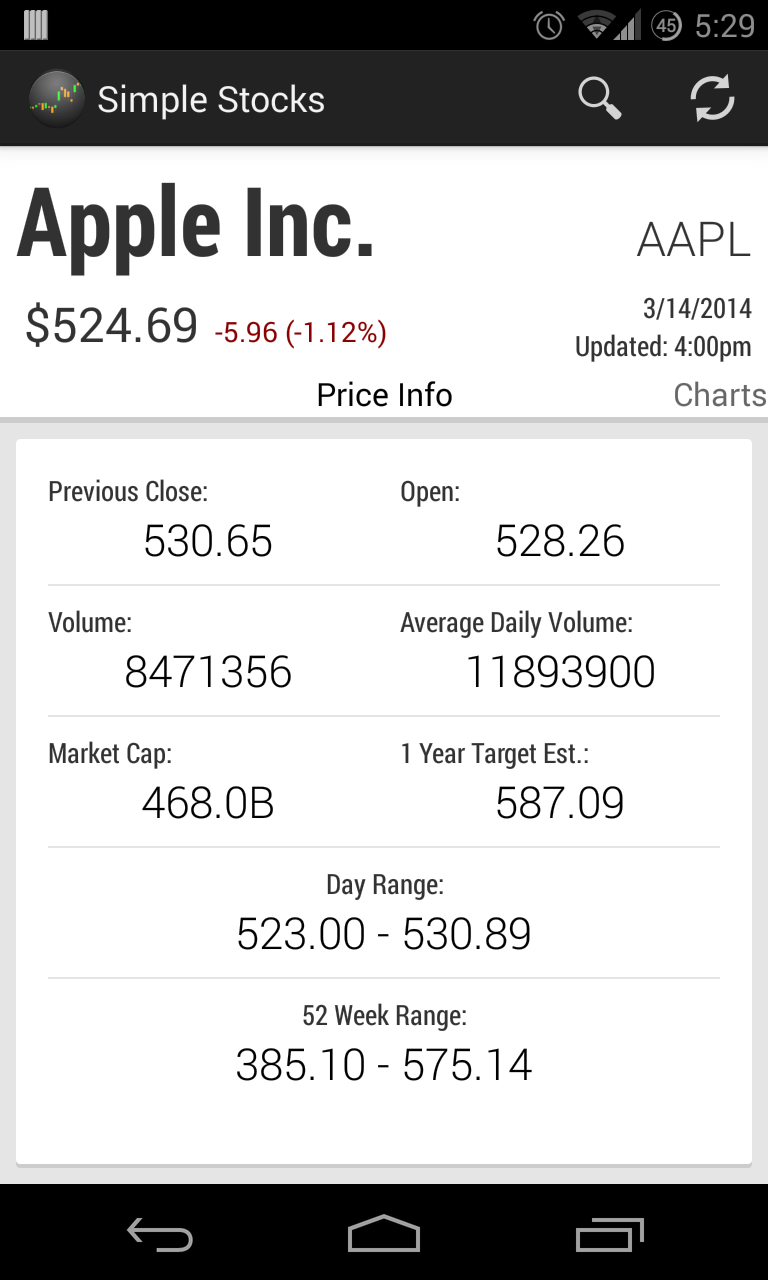 45 5:29
Simple Stocks
Apple Inc. AAPL
$524.69 -5.96 (-1.12%) 3/14/2014
Updated: 4:00pm
Price Info Charts
Previous Close: Open:
530.65 528.26
Volume: Average Daily Volume:
8471356 11893900
Market Cap: 1 Year Target Est.:
468.0B 587.09
Day Range:
523.00 - 530.89
52 Week Range:
385.10 - 575.14